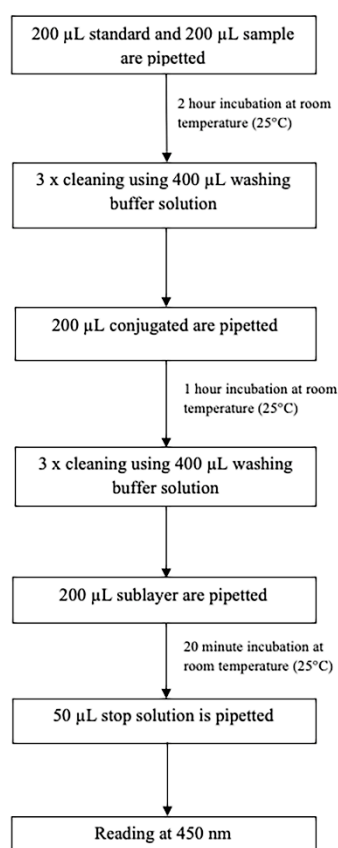 200 µL standard and 200 µL sample
are pipetted
2 hour incubation at room
temperature (25°C)
3 x cleaning using 400 µL washing
buffer solution
200 µL conjugated are pipetted
1 hour incubation at room
temperature (25°C)
3 x cleaning using 400 µL washing
buffer solution
200 µL sublayer are pipetted
20 minute incubation at
room temperature (25°C)
50 µL stop solution is pipetted
Reading at 450 nm